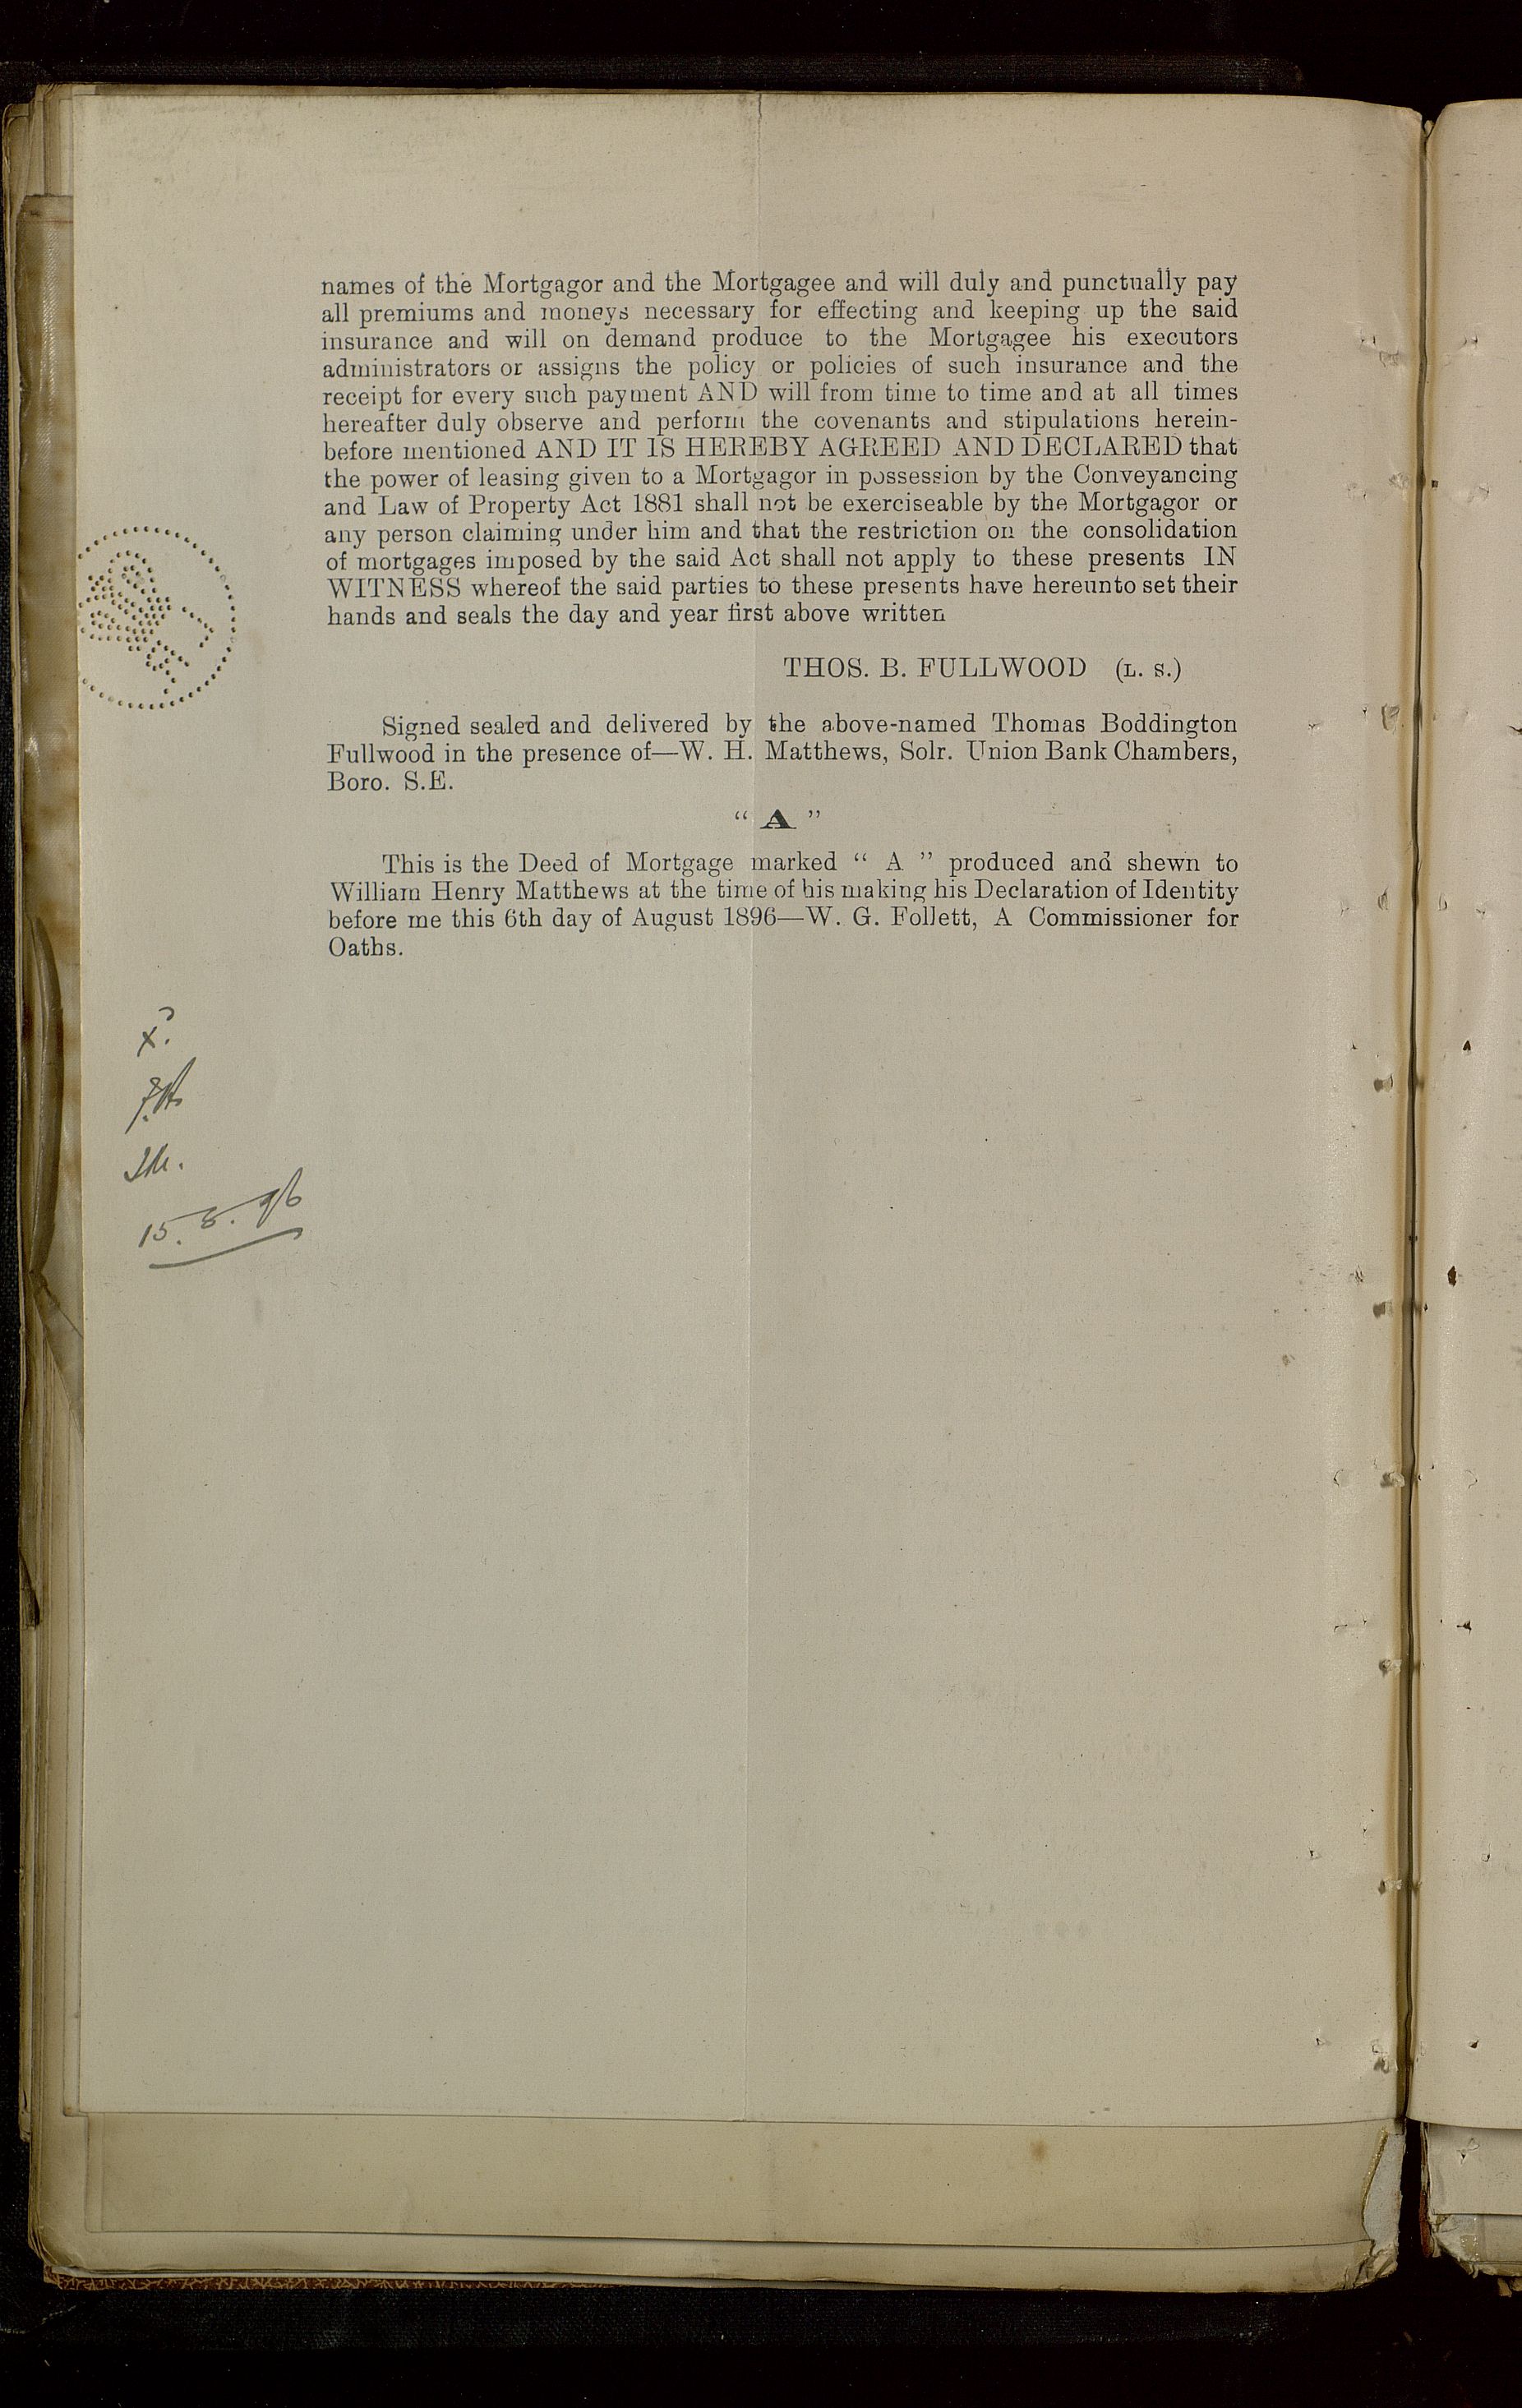 names of the Mortgagor and the Mortgagee and will duly and punctually pay
all premiums and moneys necessary for effecting and keeping up the said
insurance and will on demand produce to the Mortgagee his executors
administrators or assigns the policy or policies of such insurance and the
receipt for every such payment AND will from time to time and at all times
hereafter duly observe and perform the covenants and stipulations herein-
before mentioned AND IT IS HEREBY AGREED AND DECLARED that
the power of leasing given to a Mortgagor in possession by the Conveyancing
and Law of Property Act 1881 shall not be exerciseable by the Mortgagor or
any person claiming under him and that the restriction on the consolidation
of mortgages imposed by the said Act shall not apply to these presents IN
WITNESS whereof the said parties to these presents have hereunto set their
hands and seals the day and year first above written
THOS. B. FULLWOOD (L. S.)
Signed sealed and delivered by the above-named Thomas Boddington
Fullwood in the presence of—W. H. Matthews, Solr. Union Bank Chambers,
Boro. S.E.
“ A ”
This is the Deed of Mortgage marked “ A ” produced and shewn to
William Henry Matthews at the time of his making his Declaration of Identity
before me this 6th day of August 1896—W. G. Follett, A Commissioner for
Oaths.
15.8.96